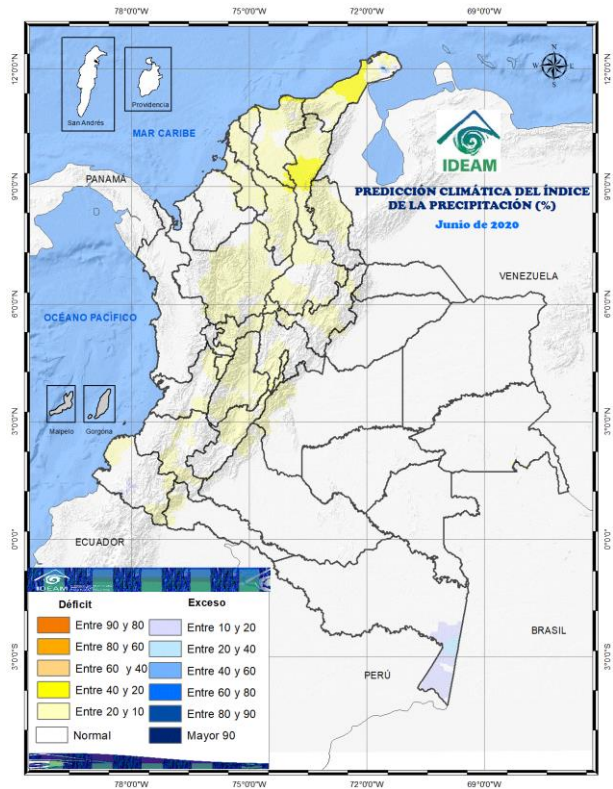 78°0'0"W
75°0'0"W
72°0'0"W
69°0'0"W
12°0'0"N
9°0'0"N
6°0'0"N
3°0'0"N
0°0'0"
3°0'0"S
12°0'0"N
9°0'0"N
6°0'0"N
3°0'0"N
0°0'0"
3°0'0"S
San Andrés
Providencia
MAR CARIBE
N
W
E
S
IDEAM
PREDICCIÓN CLIMÁTICA DEL ÍNDICE
DE LA PRECIPITACIÓN (%)
Junio de 2020
PANAMÁ
VENEZUELA
OCÉANO PACÍFICO
Malpelo
Gorgóna
ECUADOR
BRASIL
PERÚ
IDEAM
Déficit
Exceso
Entre 90 y 80
Entre 10 y 20
Entre 80 y 60
Entre 20 y 40
Entre 60 y 40
Entre 40 y 60
Entre 40 y 20
Entre 60 y 80
Entre 20 y 10
Entre 80 y 90
Normal
Mayor 90
78°0'0"W
75°0'0"W
72°0'0"W
69°0'0"W